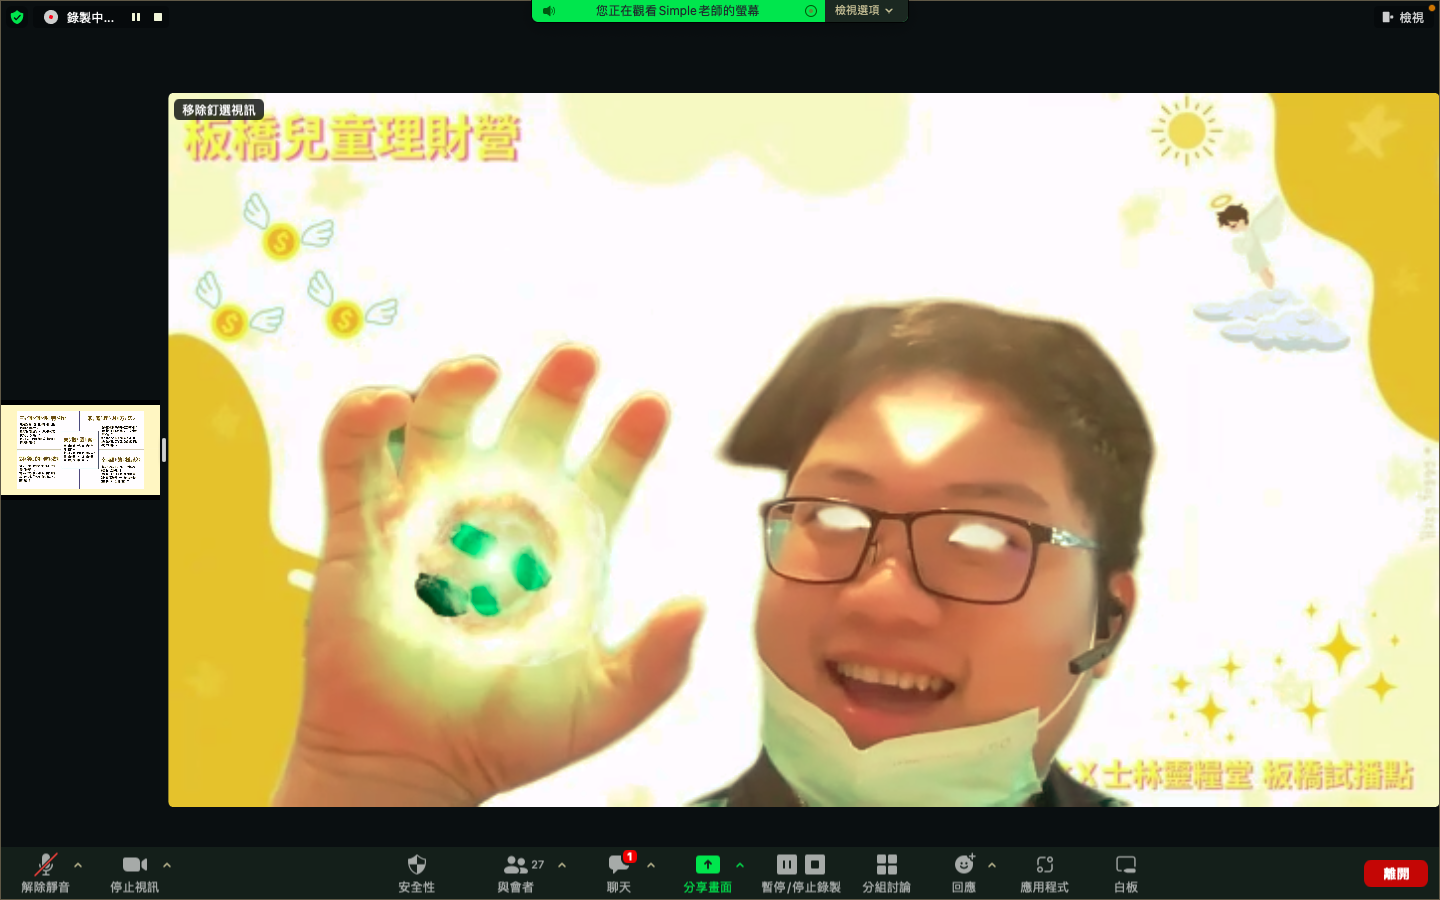 錄製中...
您正在觀看Simple老師的螢幕
檢視選項
檢視
移除釘選視訊
板橋兒童理財營
X 士林靈糧堂 板橋試播點
解除靜音
停止視訊
安全性
27
與會者
1
聊天
分享畫面
暫停/停止錄製
分組討論
回應
應用程式
白板
離開